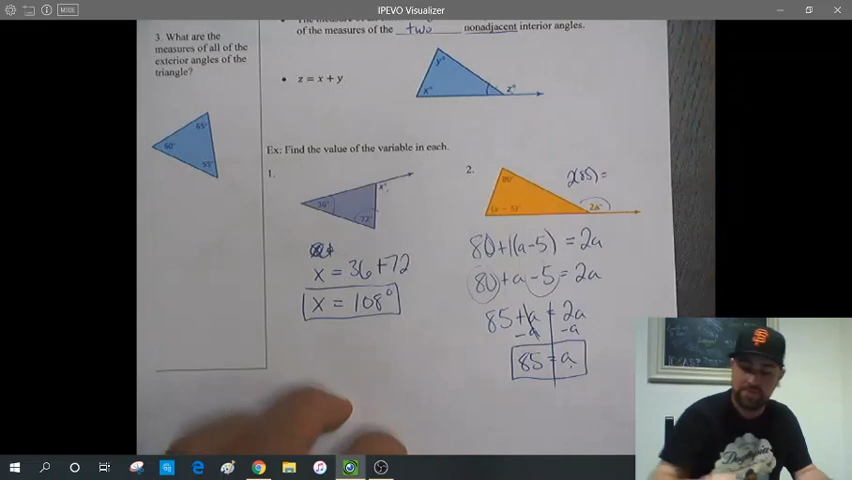 IPEVO Visualizer
MODE
of the measures of the two nonadjacent interior angles.
3. What are the
measures of all of the
exterior angles of the
triangle?
• z = x + y
y°
x°
z°
65°
60°
55°
Ex: Find the value of the variable in each.
1.
x°
36°
72°
x = 36 + 72
x = 108°
2.
80°
(a - 5)°
2a°
2(85) =
80 + 1(a-5) = 2a
80 + a - 5 = 2a
85 + a = 2a
-a -a
85 = a